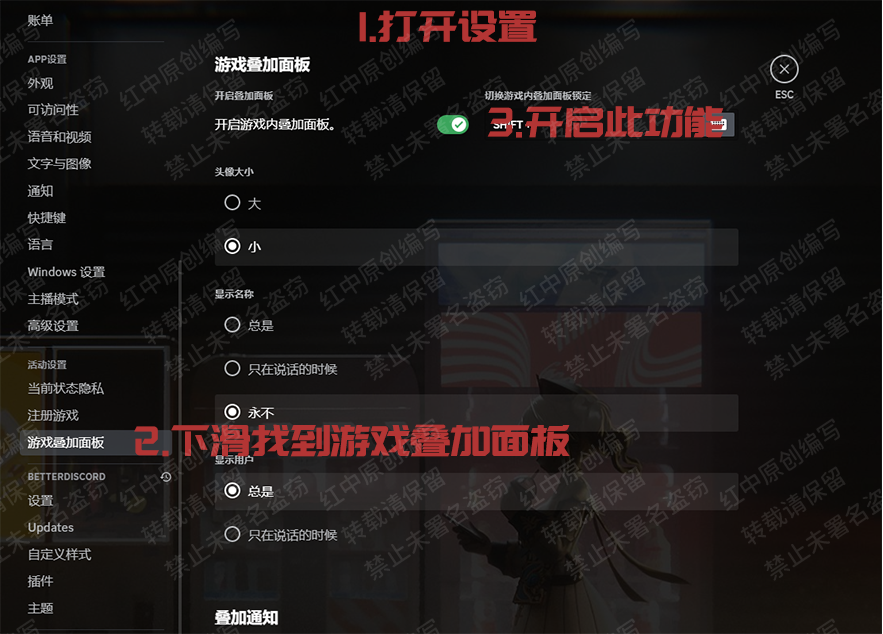 账单
1.打开设置
APP设置
外观
可访问性
语音和视频
文字与图像
通知
快捷键
语言
Windows 设置
主播模式
高级设置
活动设置
当前状态隐私
注册游戏
游戏叠加面板
2.下滑找到游戏叠加面板
BETTERDISCORD
设置
Updates
自定义样式
插件
主题
游戏叠加面板
开启叠加面板
切换游戏内叠加面板锁定
开启游戏内叠加面板。
SHIFT
3.开启此功能
ESC
头像大小
大
小
显示名称
总是
只在说话的时候
永不
显示用户
总是
只在说话的时候
叠加通知
红中原创编写
转载请保留
禁止未署名盗窃